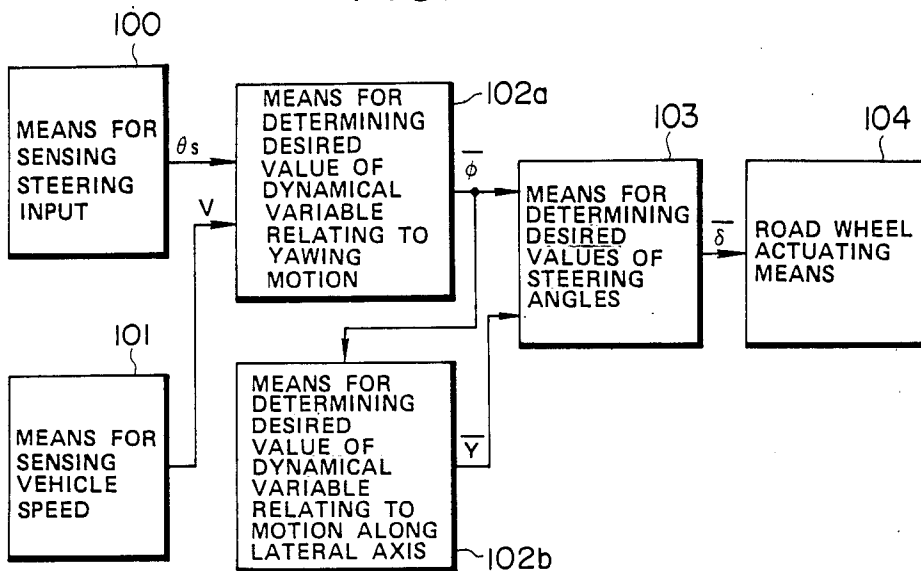 100
MEANS FOR
SENSING
STEERING
INPUT
θs
V
102a
MEANS FOR
DETERMINING
DESIRED
VALUE OF
DYNAMICAL
VARIABLE
RELATING TO
YAWING
MOTION
ϕ̅
103
MEANS FOR
DETERMINING
DESIRED
VALUES OF
STEERING
ANGLES
δ̅
104
ROAD WHEEL
ACTUATING
MEANS
101
MEANS FOR
SENSING
VEHICLE
SPEED
MEANS FOR
DETERMINING
DESIRED
VALUE OF
DYNAMICAL
VARIABLE
RELATING TO
MOTION ALONG
LATERAL AXIS
Y̅
102b